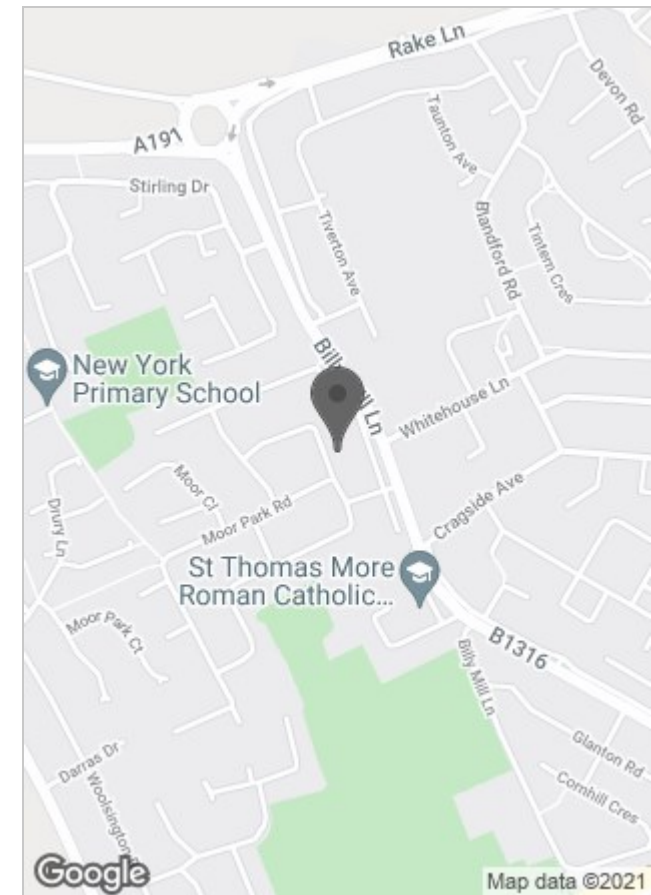 Rake Ln
Devon Rd
A191
Taunton Ave
Stirling Dr
Blandford Rd
Tintern Cres
Tiverton Ave
Billy Mill Ln
New York
Primary School
Whitehouse Ln
Moor Cl
Drury Ln
Moor Park Rd
Cragside Ave
St Thomas More
Roman Catholic...
Moor Park Ct
B1316
Billy Mill Ln
Darras Dr
Glanton Rd
Woolsington
Cornhill Cres
Google
Map data ©2021